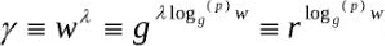 γ ≡ w^λ ≡ g^{λ log_g^{(p)} w} ≡ r^{log_g^{(p)} w}